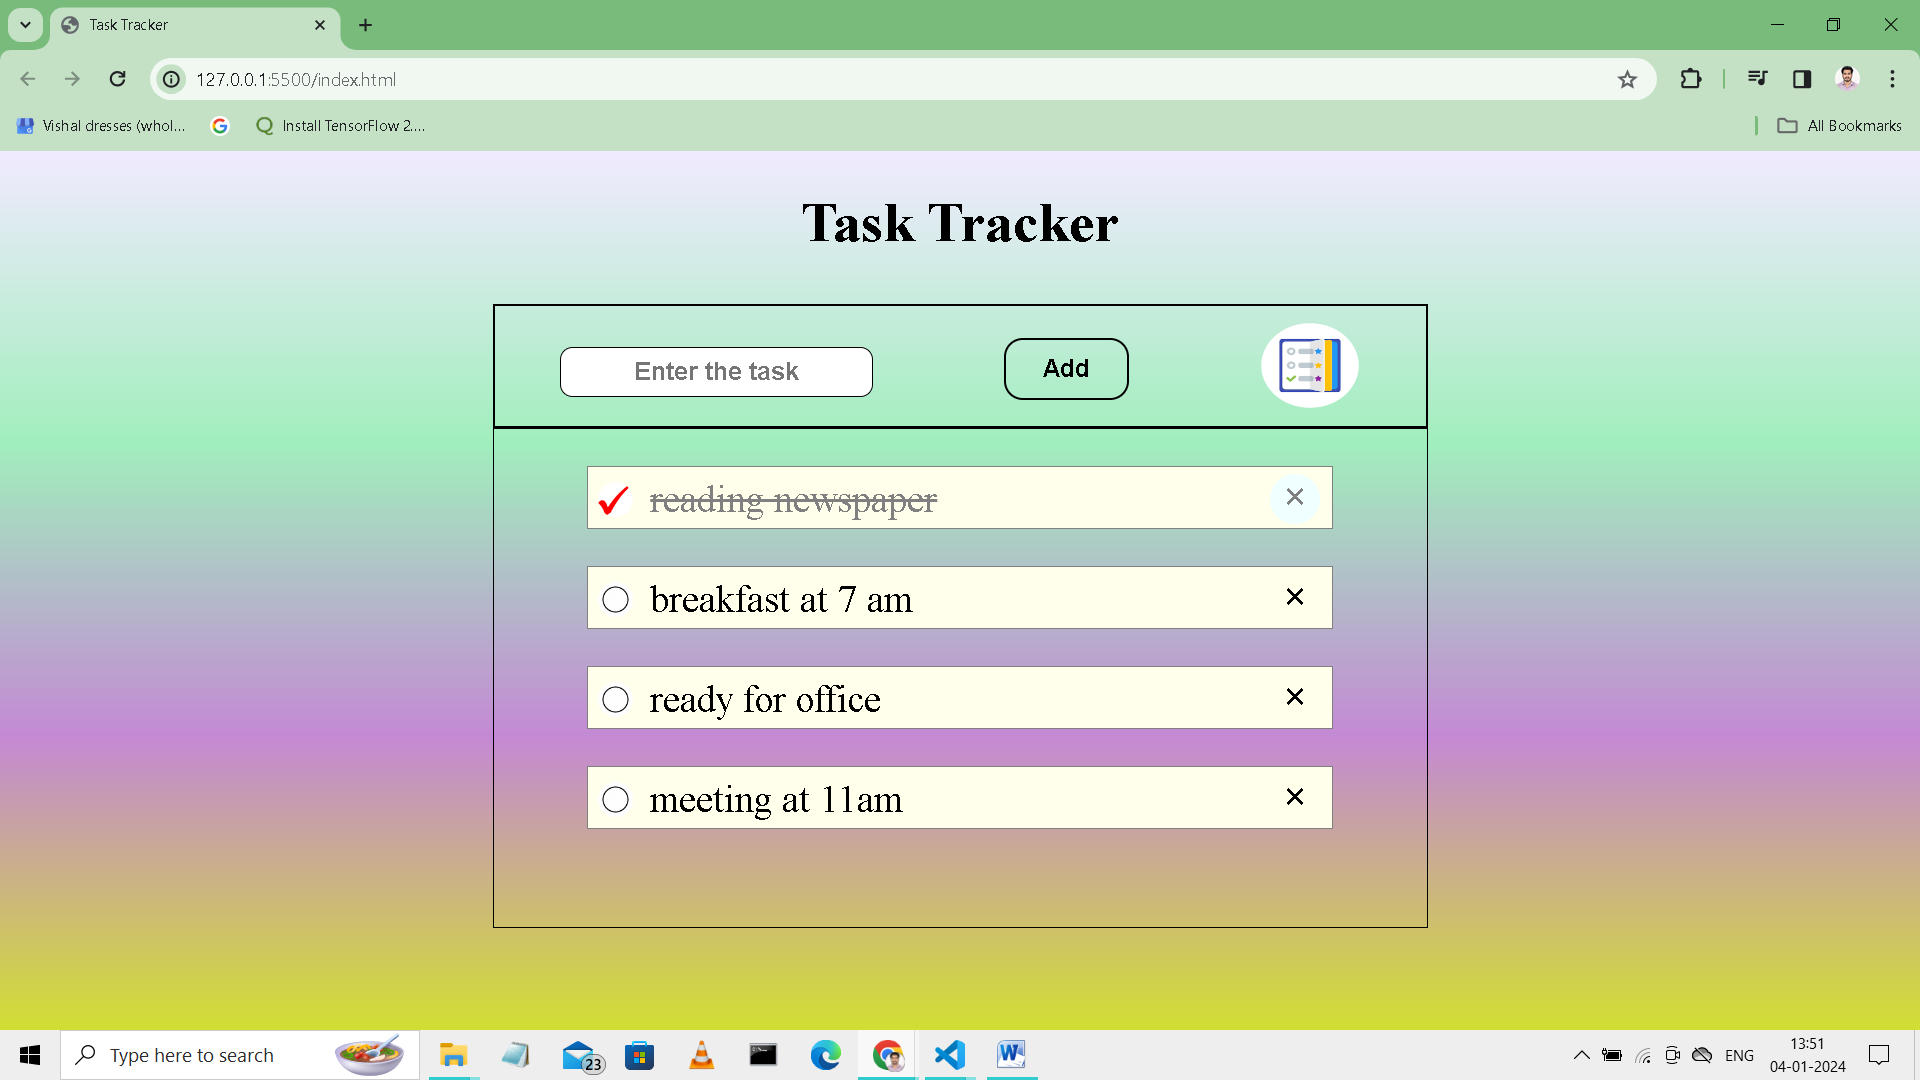 Task Tracker
127.0.0.1:5500/index.html
Vishal dresses (whol...
Install TensorFlow 2....
All Bookmarks
Task Tracker
Enter the task
Add
reading newspaper
breakfast at 7 am
ready for office
meeting at 11am
Type here to search
23
ENG
13:51
04-01-2024